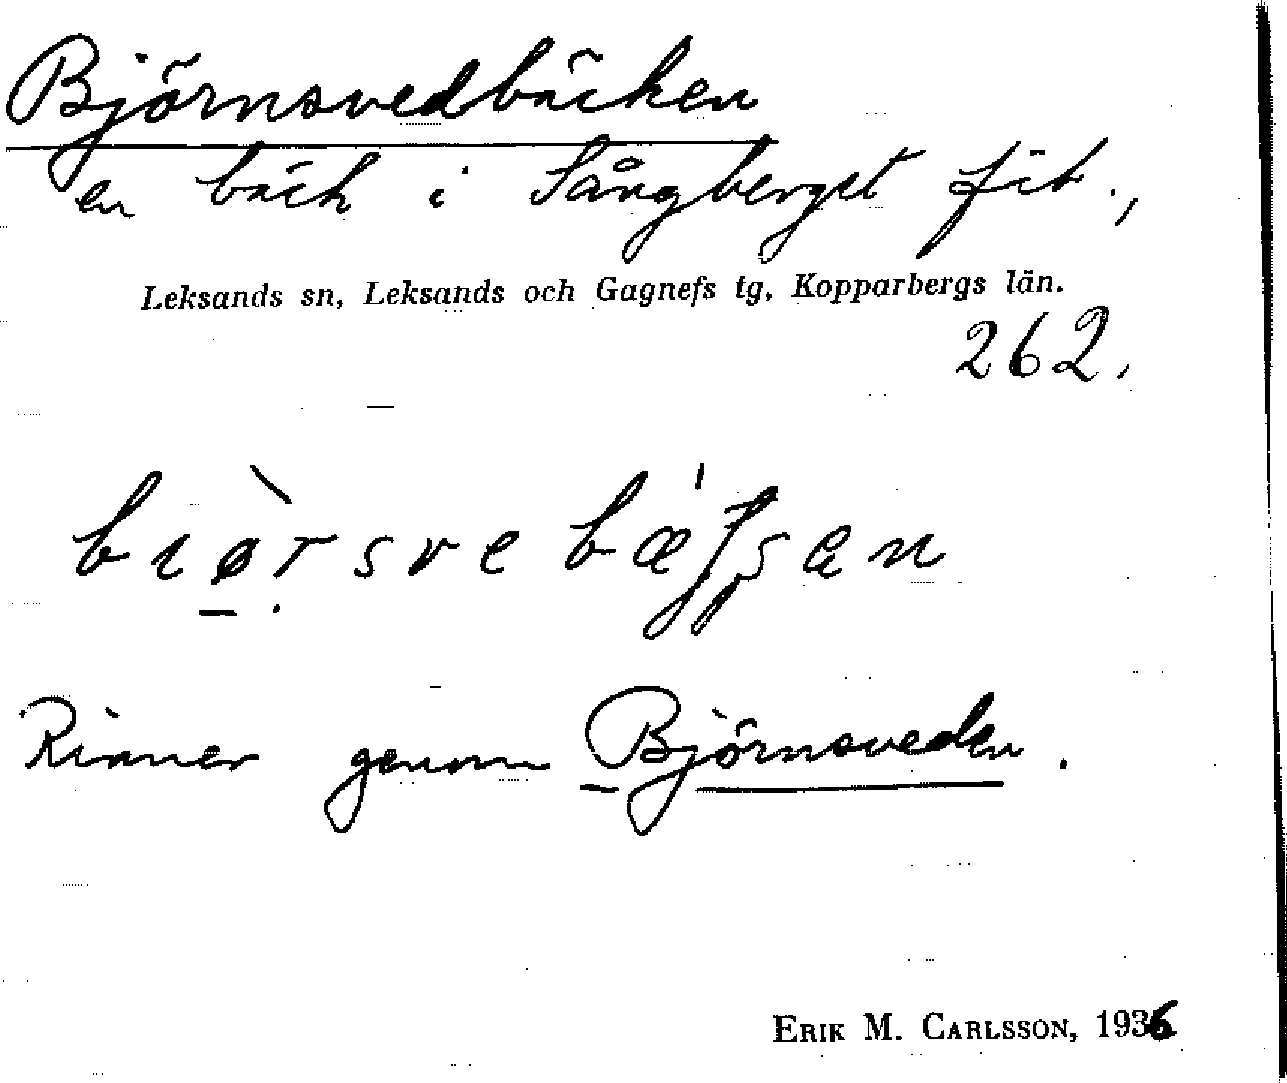 Björnsvedbäcken
en bäck i Sångberget fäb.,
Leksands sn, Leksands och Gagnefs tg, Kopparbergs län.
262.
Rinner genom Björnsveden.
ERIK M. CARLSSON, 1936